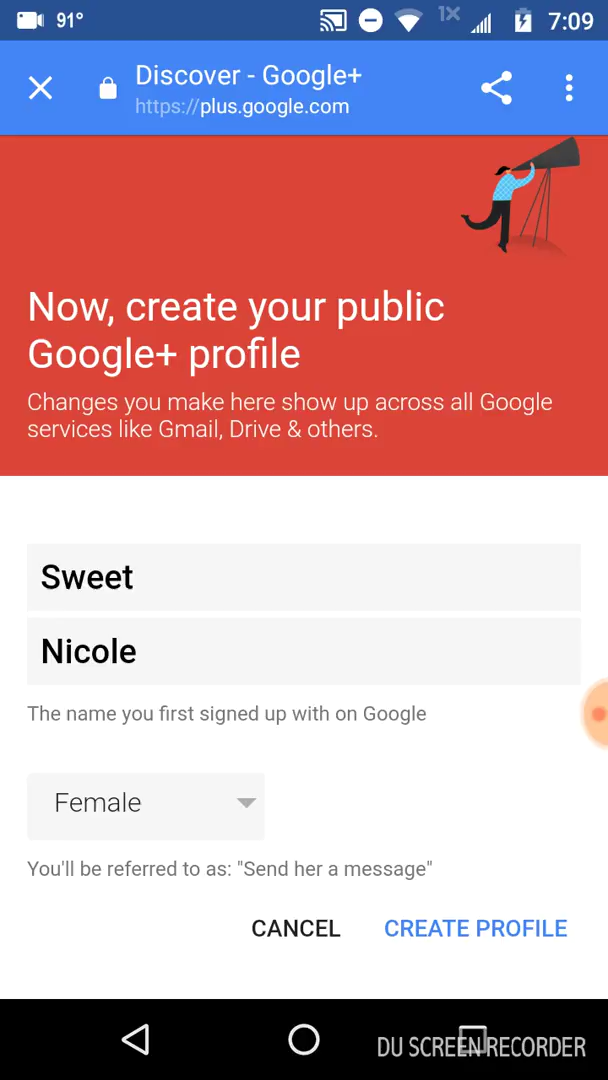 91° 1X 7:09
Discover - Google+
https://plus.google.com
Now, create your public
Google+ profile
Changes you make here show up across all Google
services like Gmail, Drive & others.
Sweet
Nicole
The name you first signed up with on Google
Female
You'll be referred to as: "Send her a message"
CANCEL CREATE PROFILE
DU SCREEN RECORDER